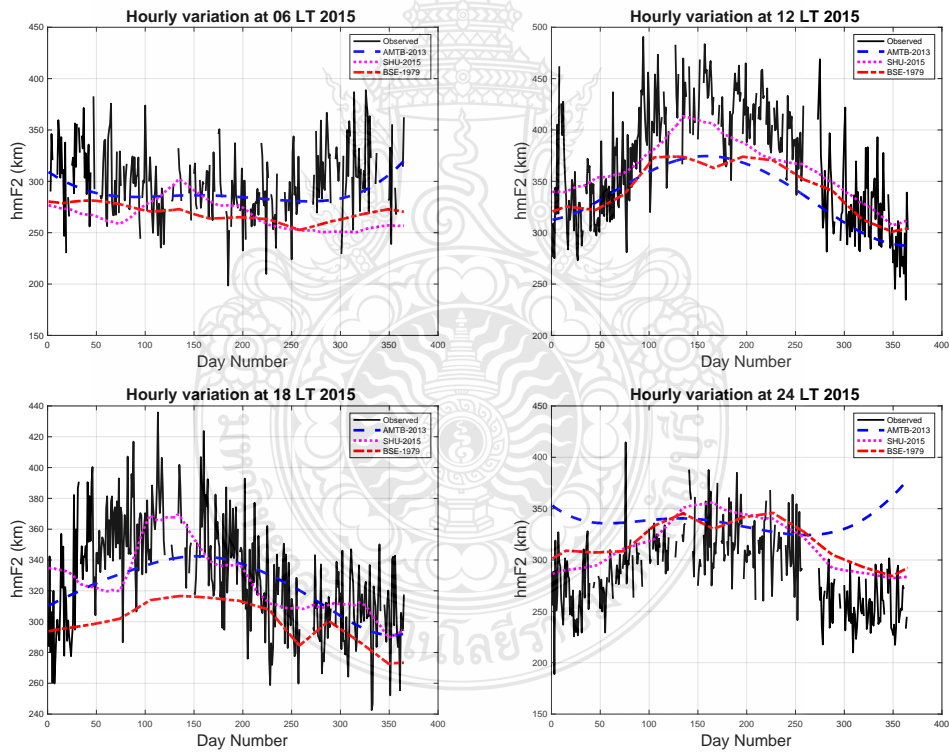 Hourly variation at 06 LT 2015
450
400
350
300
250
200
150
hmF2 (km)
0 50 100 150 200 250 300 350 400
Day Number
Observed
AMTB-2013
SHU-2015
BSE-1979
Hourly variation at 12 LT 2015
500
450
400
350
300
250
200
hmF2 (km)
0 50 100 150 200 250 300 350 400
Day Number
Observed
AMTB-2013
SHU-2015
BSE-1979
Hourly variation at 18 LT 2015
440
420
400
380
360
340
320
300
280
260
240
hmF2 (km)
0 50 100 150 200 250 300 350 400
Day Number
Observed
AMTB-2013
SHU-2015
BSE-1979
Hourly variation at 24 LT 2015
450
400
350
300
250
200
150
hmF2 (km)
0 50 100 150 200 250 300 350 400
Day Number
Observed
AMTB-2013
SHU-2015
BSE-1979